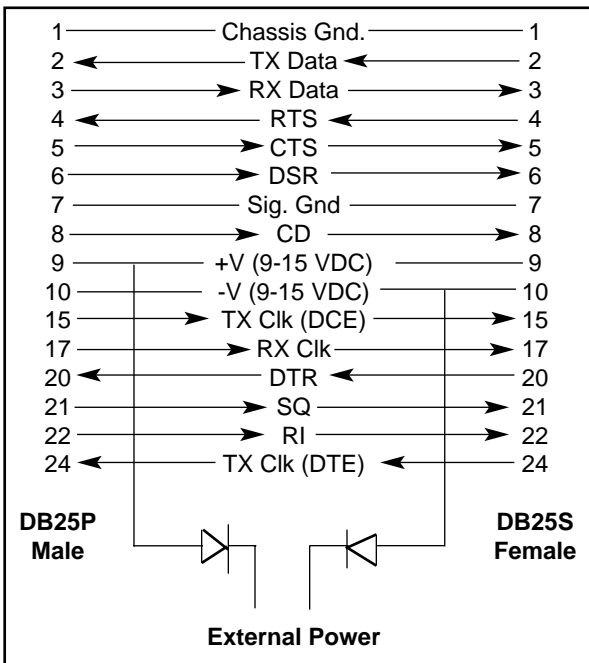 1 Chassis Gnd. 1
2 TX Data 2
3 RX Data 3
4 RTS 4
5 CTS 5
6 DSR 6
7 Sig. Gnd 7
8 CD 8
9 +V (9-15 VDC) 9
10 -V (9-15 VDC) 10
15 TX Clk (DCE) 15
17 RX Clk 17
20 DTR 20
21 SQ 21
22 RI 22
24 TX Clk (DTE) 24
DB25P
Male
DB25S
Female
External Power